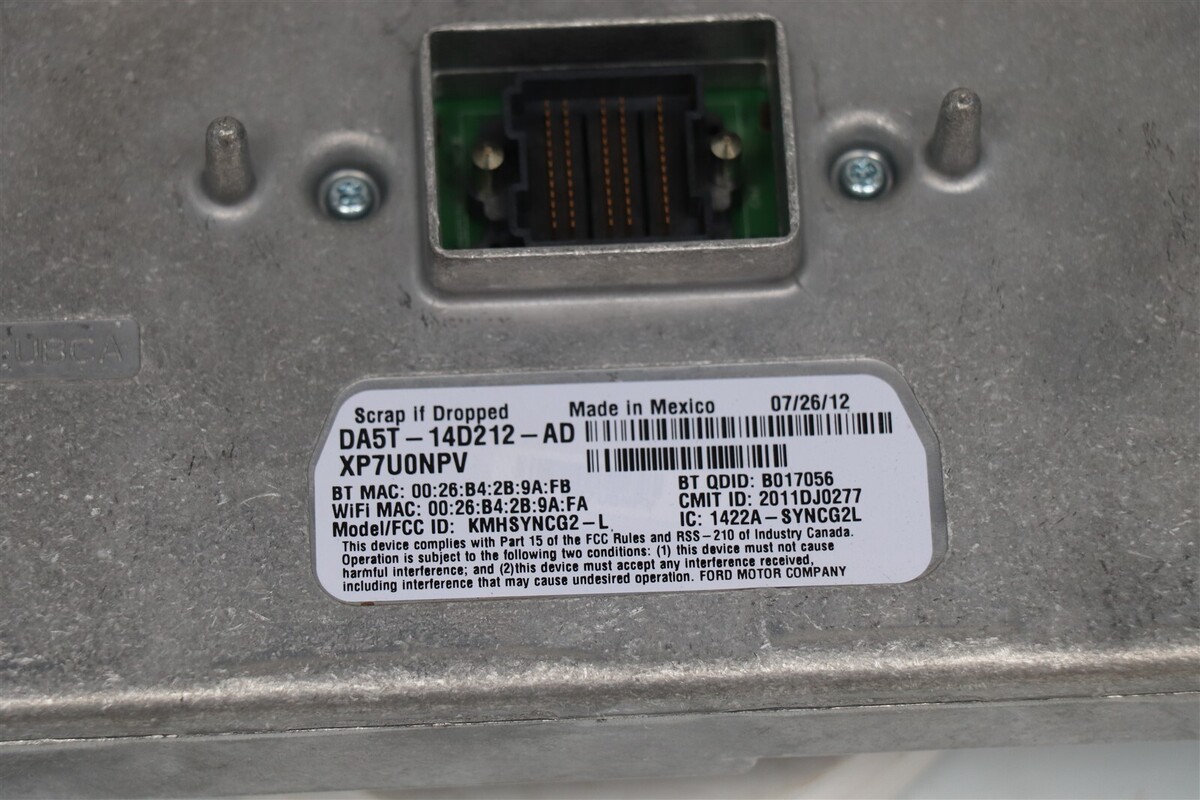 Scrap if Dropped Made in Mexico 07/26/12
DA5T-14D212-AD
XP7U0NPV
BT MAC: 00:26:B4:2B:9A:FB BT QDID: B017056
WiFi MAC: 00:26:B4:2B:9A:FA CMIT ID: 2011DJ0277
Model/FCC ID: KMHSYNCG2-L IC: 1422A-SYNCG2L
This device complies with Part 15 of the FCC Rules and RSS-210 of Industry Canada.
Operation is subject to the following two conditions: (1) this device must not cause
harmful interference; and (2)this device must accept any interference received,
including interference that may cause undesired operation. FORD MOTOR COMPANY